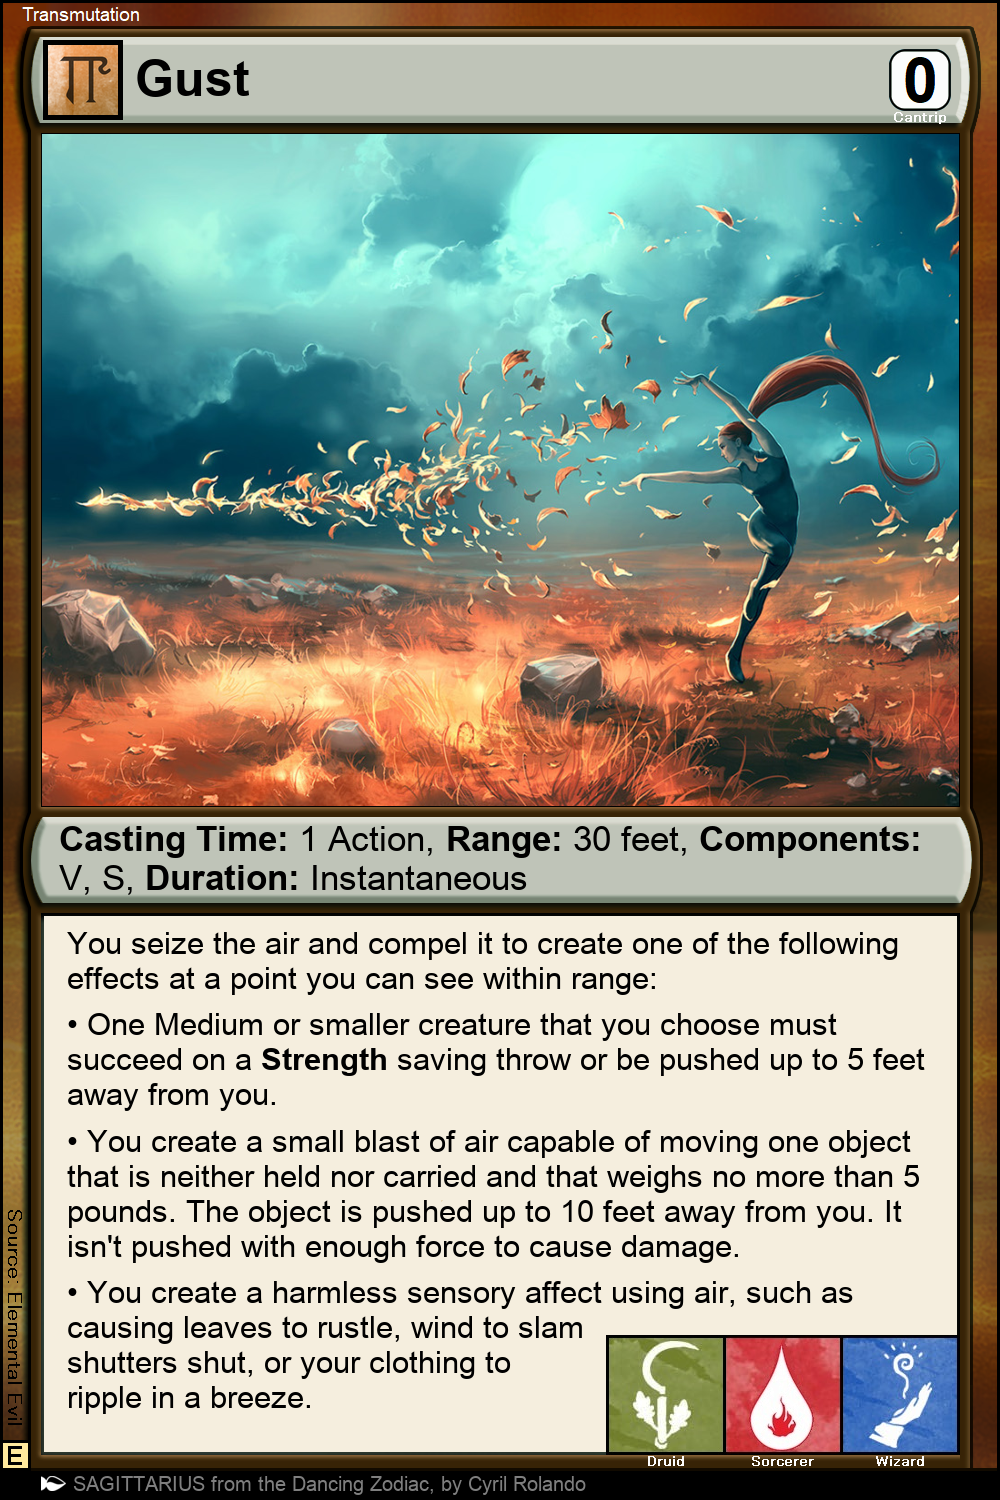 Transmutation
Gust
0
Cantrip
Casting Time: 1 Action, Range: 30 feet, Components:
V, S, Duration: Instantaneous
You seize the air and compel it to create one of the following
effects at a point you can see within range:
• One Medium or smaller creature that you choose must
succeed on a Strength saving throw or be pushed up to 5 feet
away from you.
• You create a small blast of air capable of moving one object
that is neither held nor carried and that weighs no more than 5
pounds. The object is pushed up to 10 feet away from you. It
isn't pushed with enough force to cause damage.
• You create a harmless sensory affect using air, such as
causing leaves to rustle, wind to slam
shutters shut, or your clothing to
ripple in a breeze.
Druid
Sorcerer
Wizard
Source: Elemental Evil
E
SAGITTARIUS from the Dancing Zodiac, by Cyril Rolando